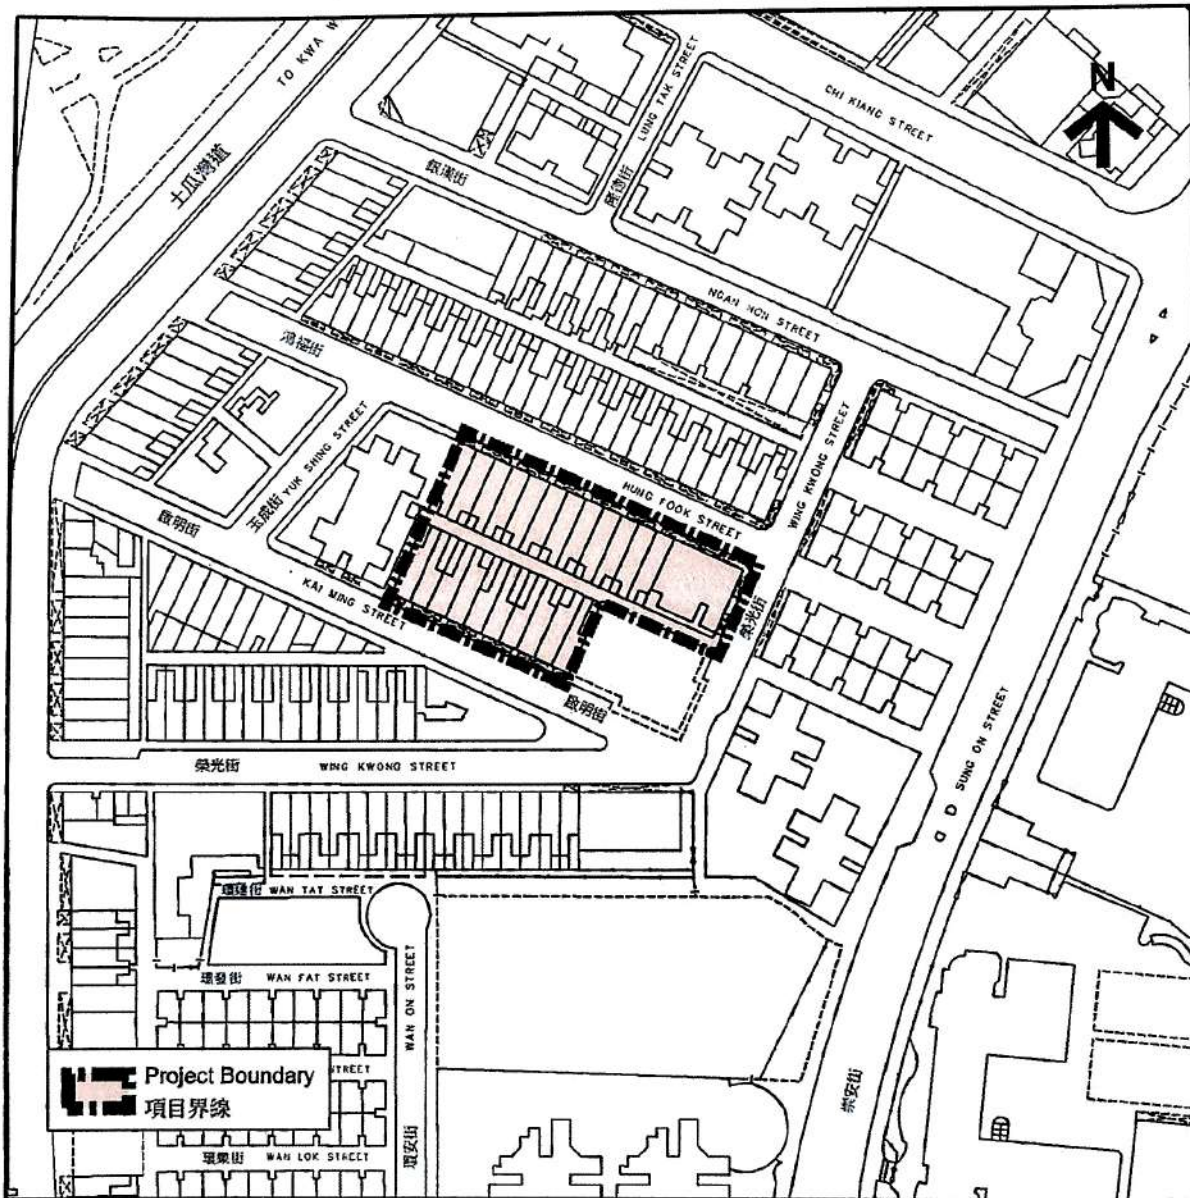 TO KWA W
土瓜灣道
LUNG TAK STREET
隆德街
CHI KIANG STREET
N
銀漢街
NGAN HON STREET
鴻福街
HUNG FOOK STREET
WING KWONG STREET
榮光街
玉成街 YUK SHING STREET
啟明街
KAI MING STREET
啟明街
SUNG ON STREET
榮光街 WING KWONG STREET
環達街 WAN TAT STREET
環發街 WAN FAT STREET
WAN ON STREET
環安街
STREET
Project Boundary
項目界線
STREET
環樂街 WAN LOK STREET
崇安街